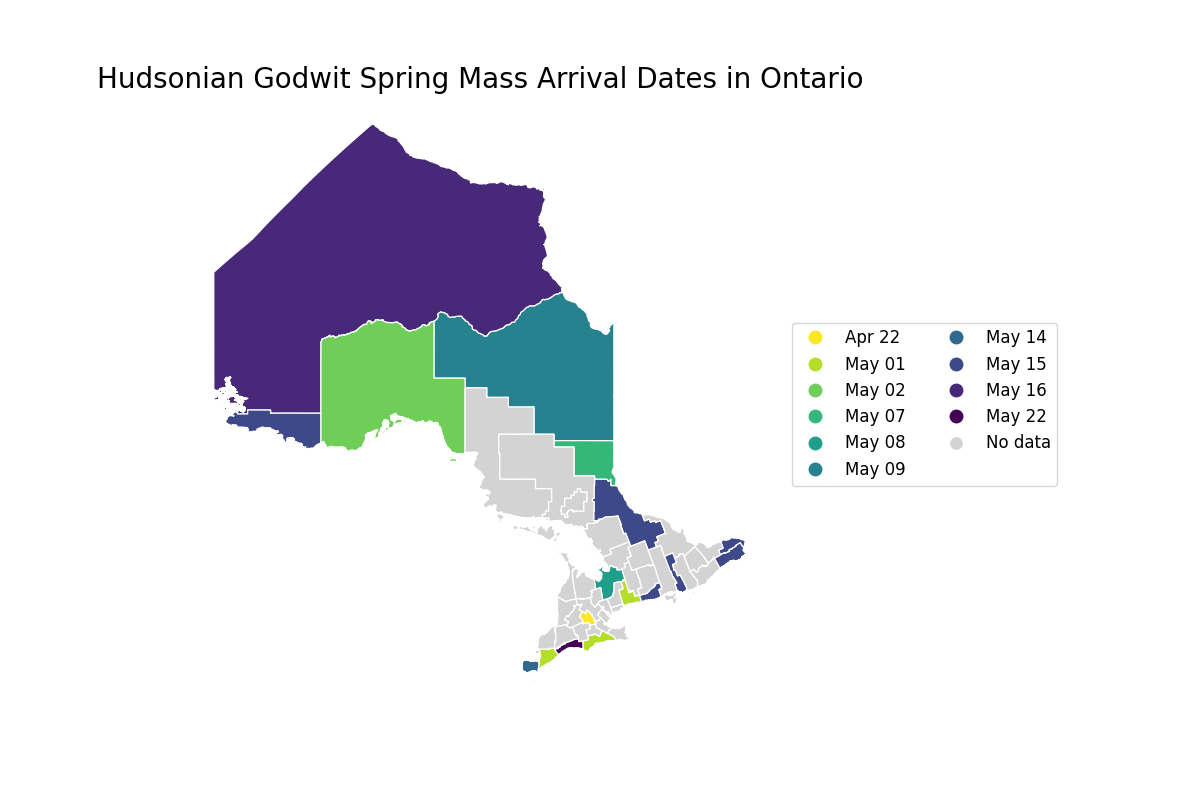 Hudsonian Godwit Spring Mass Arrival Dates in Ontario
Apr 22
May 01
May 02
May 07
May 08
May 09
May 14
May 15
May 16
May 22
No data